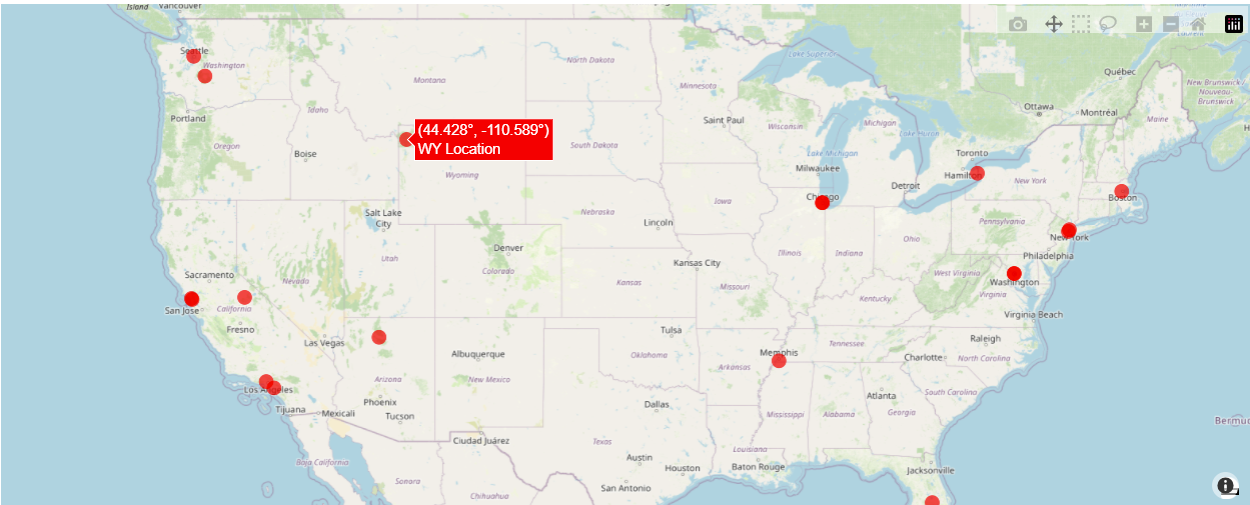 Island
Vancouver
Seattle
Washington
Portland
Oregon
Idaho
Boise
Montana
North Dakota
(44.428°, -110.589°)
WY Location
Wyoming
South Dakota
Minnesota
Saint Paul
Wisconsin
Lake Superior
Michigan
Lake Huron
Lake Michigan
Milwaukee
Chicago
Detroit
Toronto
Hamilton
Ottawa
Montréal
Québec
Maine
New Brunswick /
Nouveau
Brunswick
New York
Boston
Pennsylvania
New York
Philadelphia
Washington
West Virginia
Virginia
Virginia Beach
Ohio
Indiana
Illinois
Iowa
Nebraska
Lincoln
Salt Lake
City
Utah
Nevada
Denver
Colorado
Kansas City
Kansas
Missouri
Kentucky
Sacramento
San Jose
California
Fresno
Las Vegas
Los Angeles
Tijuana
Mexicali
Arizona
Phoenix
Tucson
Albuquerque
New Mexico
Tulsa
Oklahoma
Arkansas
Memphis
Tennessee
Raleigh
Charlotte
North Carolina
South Carolina
Atlanta
Georgia
Alabama
Mississippi
Dallas
Texas
Ciudad Juárez
Austin
Houston
San Antonio
Louisiana
Baton Rouge
Jacksonville
Baja California
Sonora
Chihuahua
Bermud